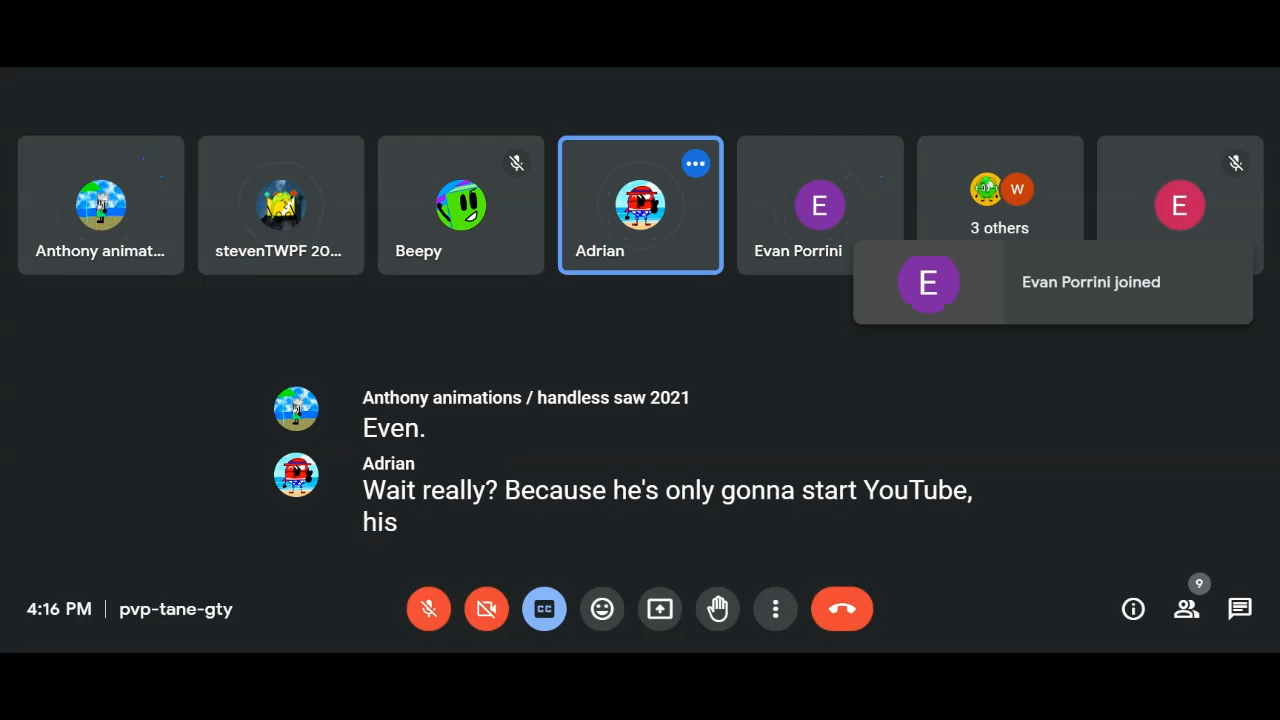 E
W
E
3 others
Anthony animat...
stevenTWPF 20...
Beepy
Adrian
Evan Porrini
E
Evan Porrini joined
Anthony animations / handless saw 2021
Even.
Adrian
Wait really? Because he's only gonna start YouTube,
his
9
4:16 PM | pvp-tane-gty
CC